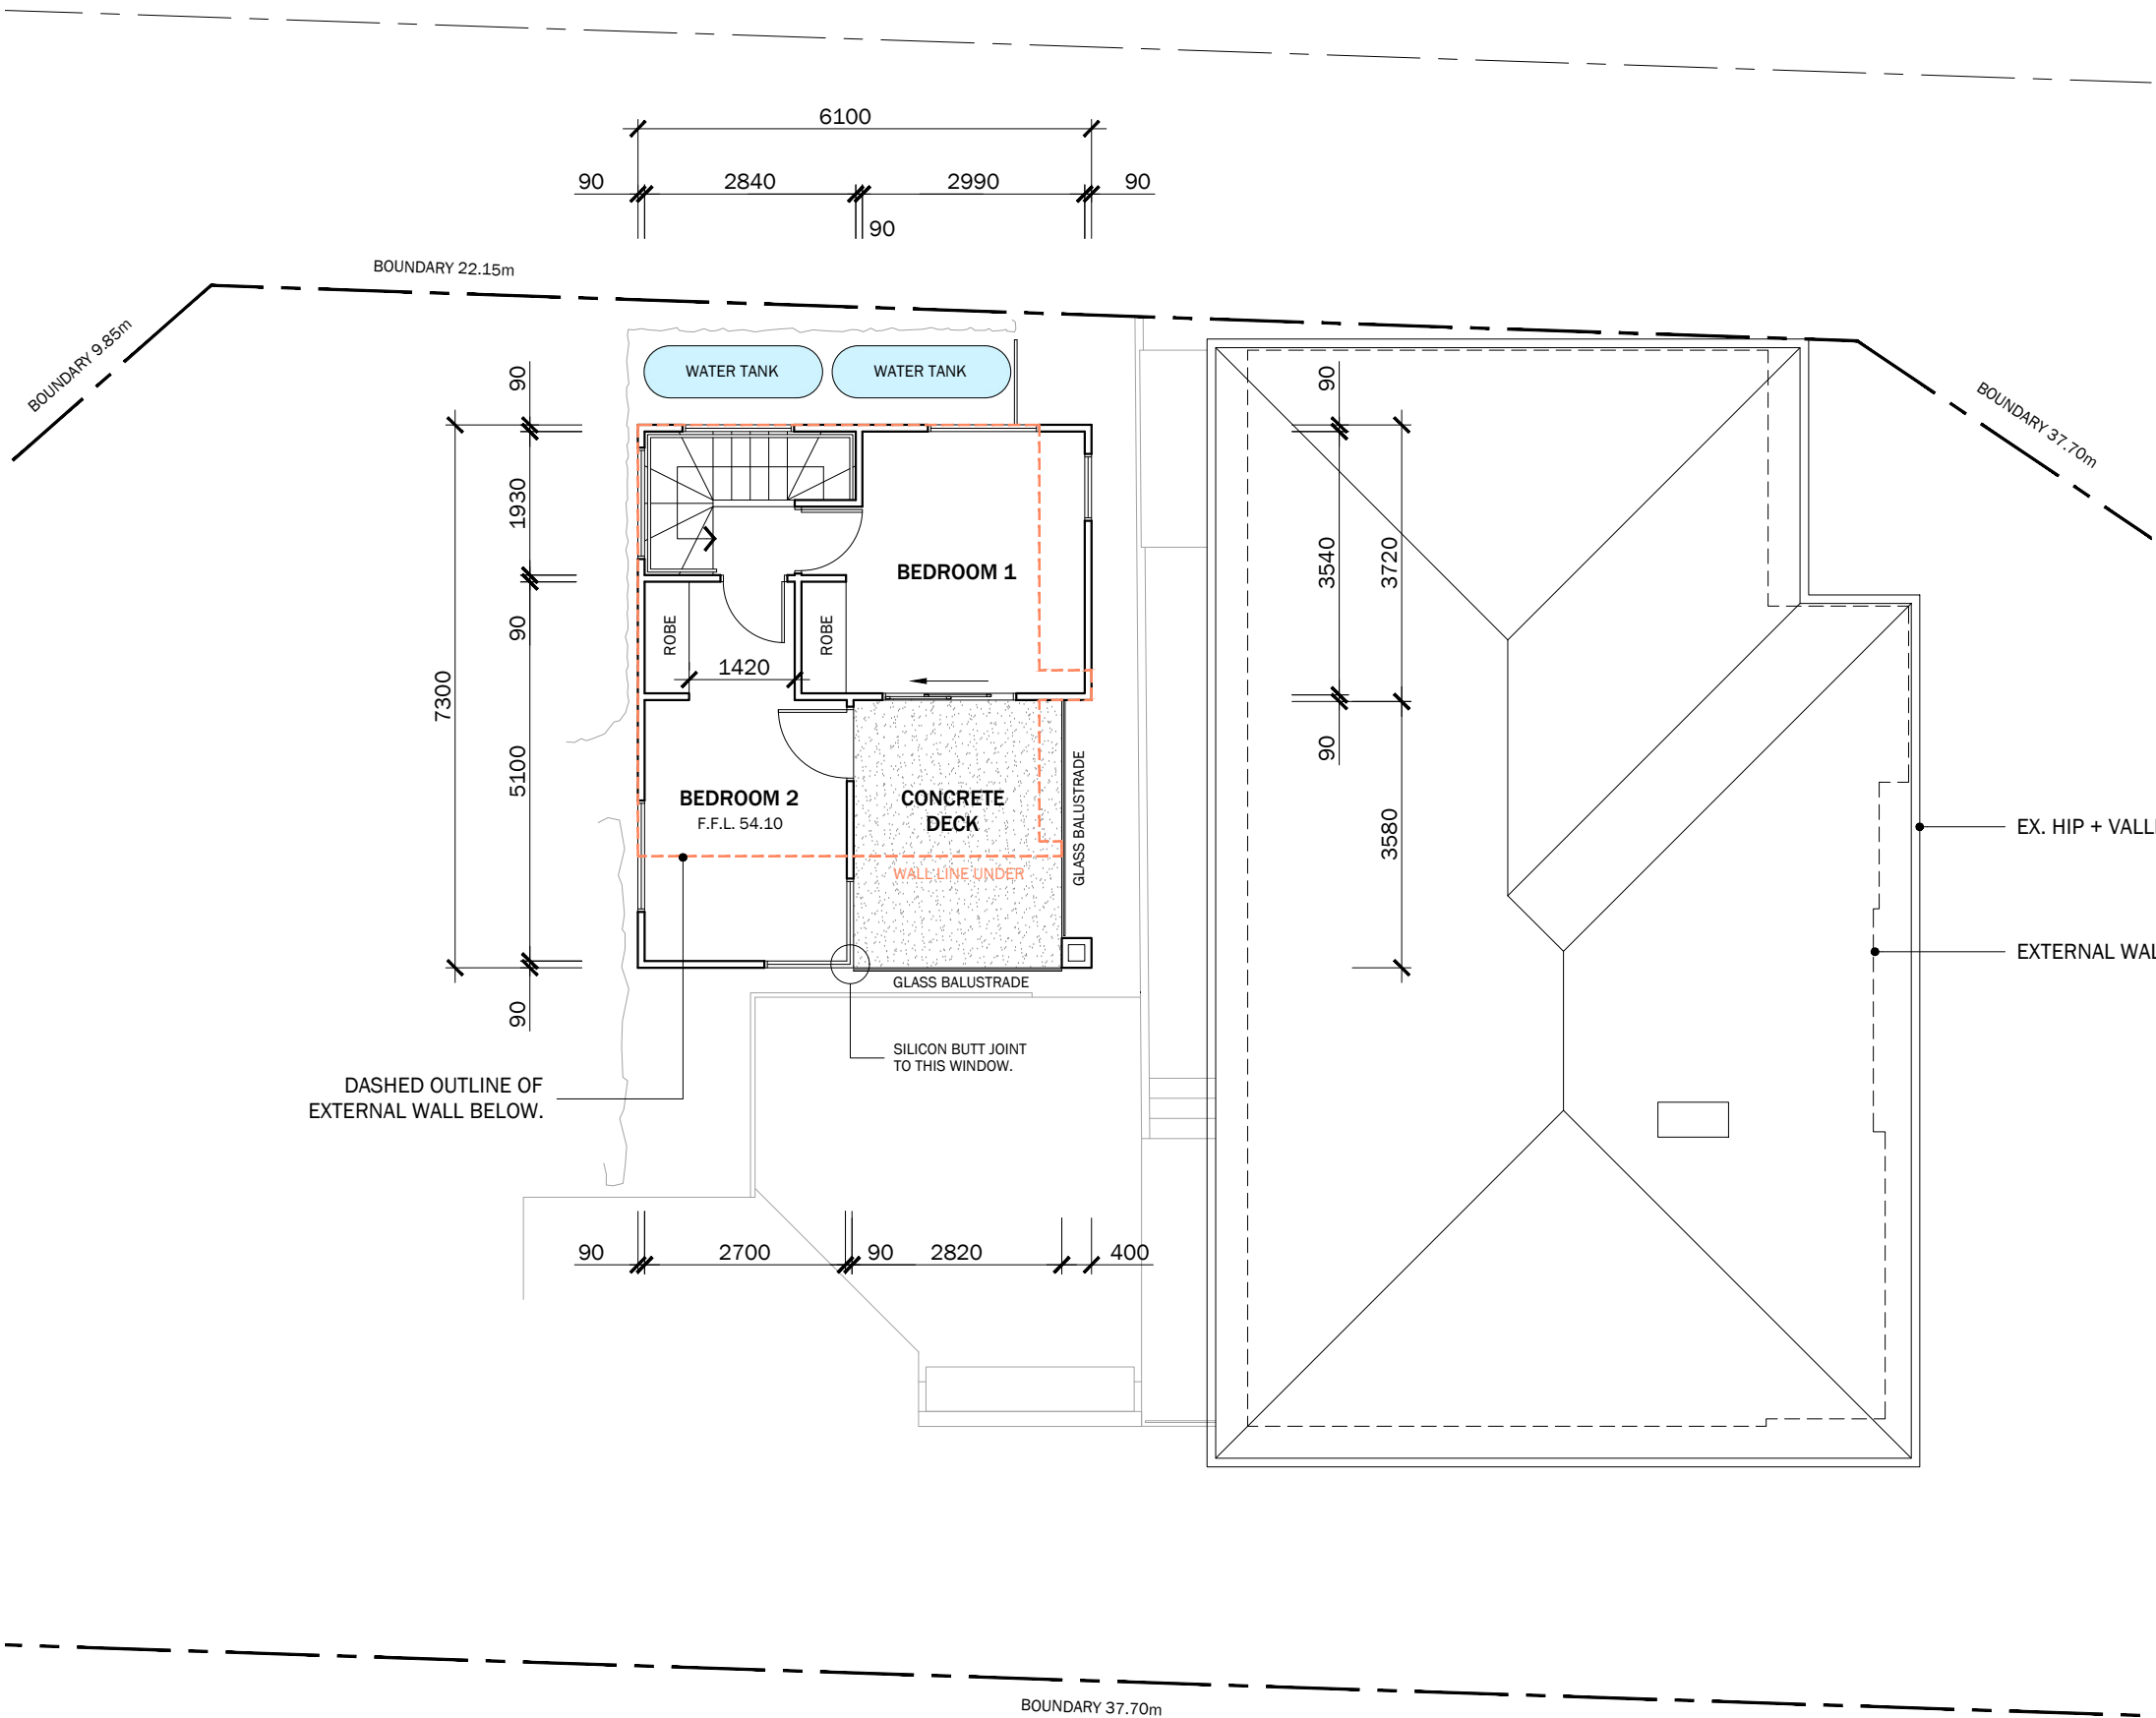 6100
90
2840
2990
90
90
BOUNDARY 22.15m
BOUNDARY 9.85m
BOUNDARY 37.70m
WATER TANK
WATER TANK
90
1930
90
7300
5100
90
90
3540
3720
90
3580
BEDROOM 1
ROBE
ROBE
1420
BEDROOM 2
F.F.L. 54.10
CONCRETE
DECK
WALL LINE UNDER
GLASS BALUSTRADE
GLASS BALUSTRADE
EX. HIP + VALL
EXTERNAL WAL
SILICON BUTT JOINT
TO THIS WINDOW.
DASHED OUTLINE OF
EXTERNAL WALL BELOW.
90
2700
90
2820
400
BOUNDARY 37.70m